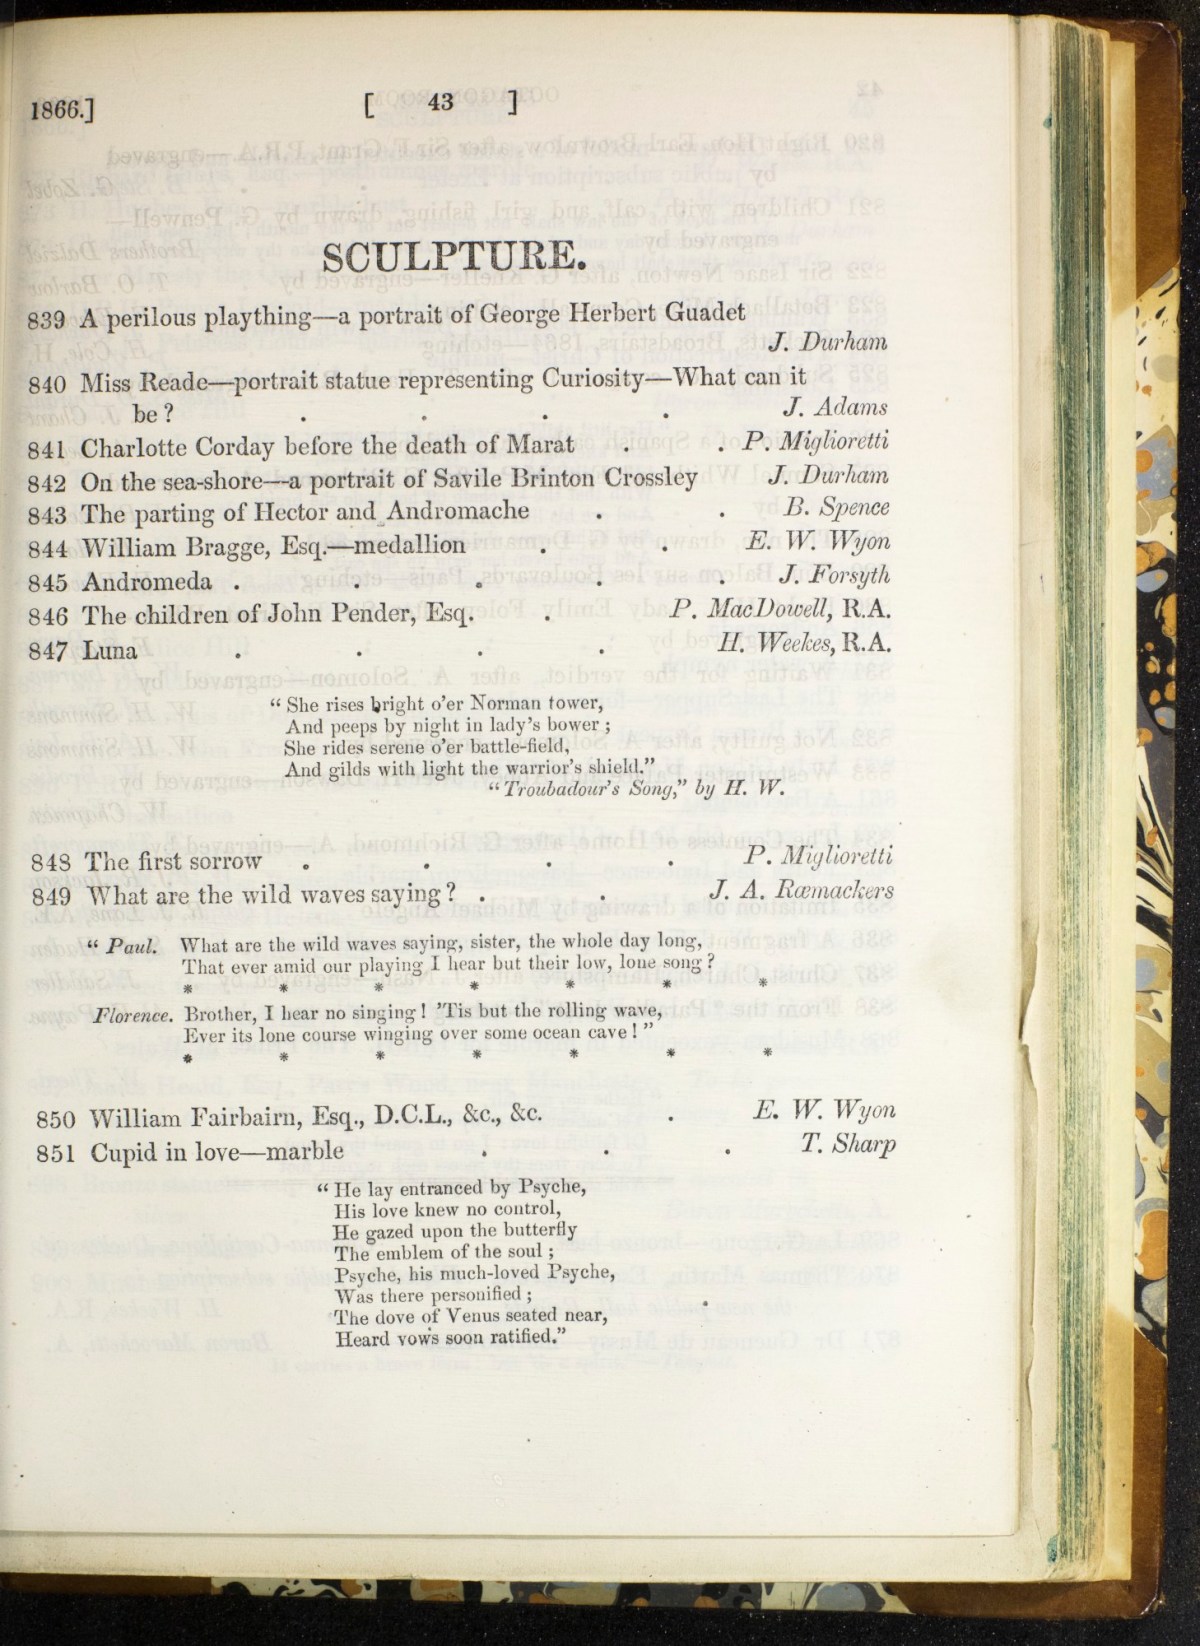 1866.] [ 43 ]
SCULPTURE.
839 A perilous plaything—a portrait of George Herbert Guadet
J. Durham
840 Miss Reade—portrait statue representing Curiosity—What can it
be? . . . . J. Adams
841 Charlotte Corday before the death of Marat . . P. Miglioretti
842 On the sea-shore—a portrait of Savile Brinton Crossley J. Durham
843 The parting of Hector and Andromache . . B. Spence
844 William Bragge, Esq.—medallion . . E. W. Wyon
845 Andromeda . . . . . J. Forsyth
846 The children of John Pender, Esq. . P. MacDowell, R.A.
847 Luna . . . . H. Weekes, R.A.
“ She rises bright o’er Norman tower,
And peeps by night in lady’s bower ;
She rides serene o’er battle-field,
And gilds with light the warrior’s shield.”
“ Troubadour’s Song,” by H. W.
848 The first sorrow . . . . P. Miglioretti
849 What are the wild waves saying ? . . J. A. Rœmackers
“ Paul. What are the wild waves saying, sister, the whole day long,
That ever amid our playing I hear but their low, lone song ?
* * * * * * *
Florence. Brother, I hear no singing ! ’Tis but the rolling wave,
Ever its lone course winging over some ocean cave ! ”
* * * * * * *
850 William Fairbairn, Esq., D.C.L., &c., &c. . E. W. Wyon
851 Cupid in love—marble . . . T. Sharp
“ He lay entranced by Psyche,
His love knew no control,
He gazed upon the butterfly
The emblem of the soul ;
Psyche, his much-loved Psyche,
Was there personified ;
The dove of Venus seated near,
Heard vows soon ratified.”